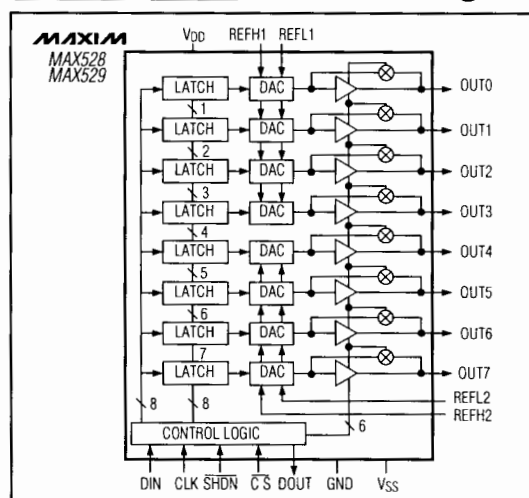 MAXIM
MAX528
MAX529
VDD REFH1 REFL1
LATCH DAC OUT0
1
LATCH DAC OUT1
2
LATCH DAC OUT2
3
LATCH DAC OUT3
4
LATCH DAC OUT4
5
LATCH DAC OUT5
6
LATCH DAC OUT6
7
LATCH DAC OUT7
REFL2
8 8 REFH2
CONTROL LOGIC 6
DIN CLK SHDN CS DOUT GND VSS